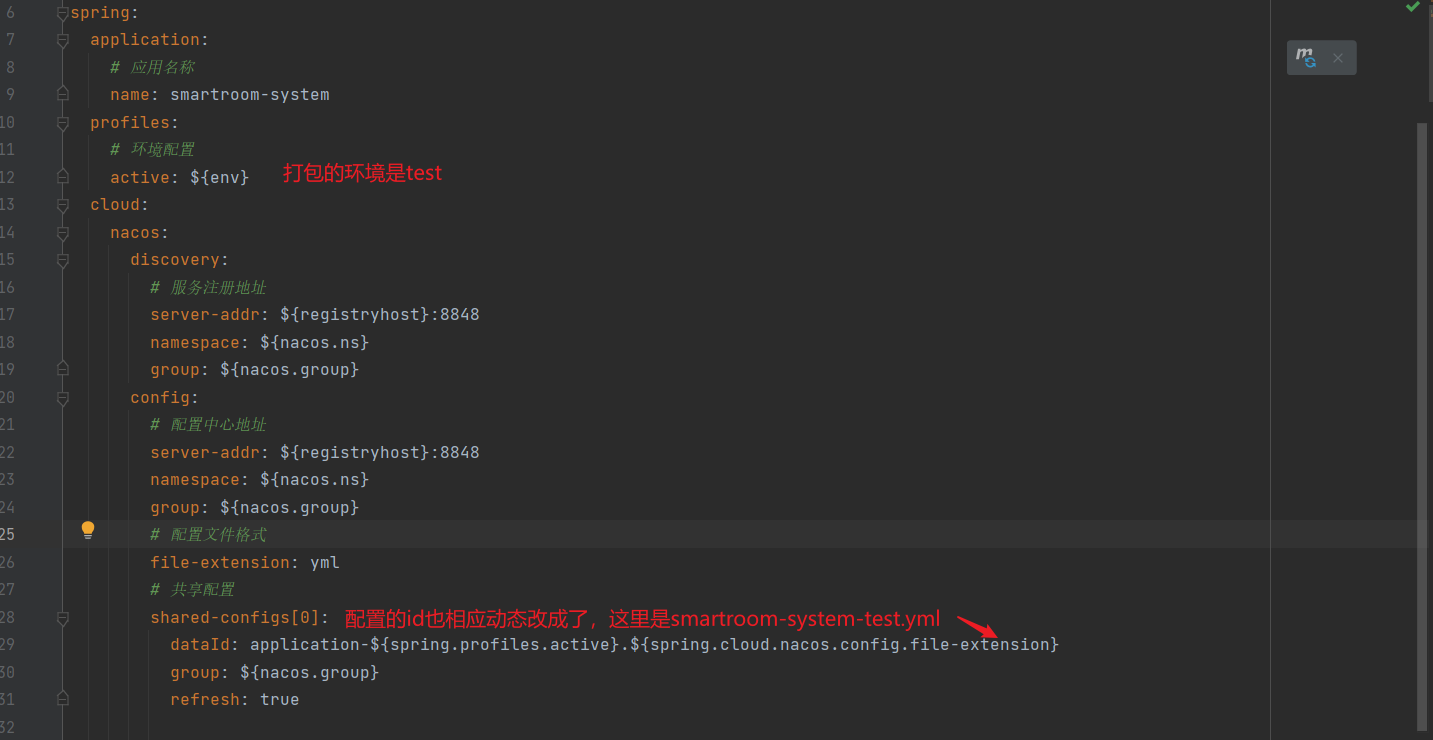 6 spring:
7 application:
8 # 应用名称
9 name: smartroom-system
10 profiles:
11 # 环境配置
12 active: ${env} 打包的环境是test
13 cloud:
14 nacos:
15 discovery:
16 # 服务注册地址
17 server-addr: ${registryhost}:8848
18 namespace: ${nacos.ns}
19 group: ${nacos.group}
20 config:
21 # 配置中心地址
22 server-addr: ${registryhost}:8848
23 namespace: ${nacos.ns}
24 group: ${nacos.group}
25 # 配置文件格式
26 file-extension: yml
27 # 共享配置
28 shared-configs[0]: 配置的id也相应动态改成了，这里是smartroom-system-test.yml
29 dataId: application-${spring.profiles.active}.${spring.cloud.nacos.config.file-extension}
30 group: ${nacos.group}
31 refresh: true
32